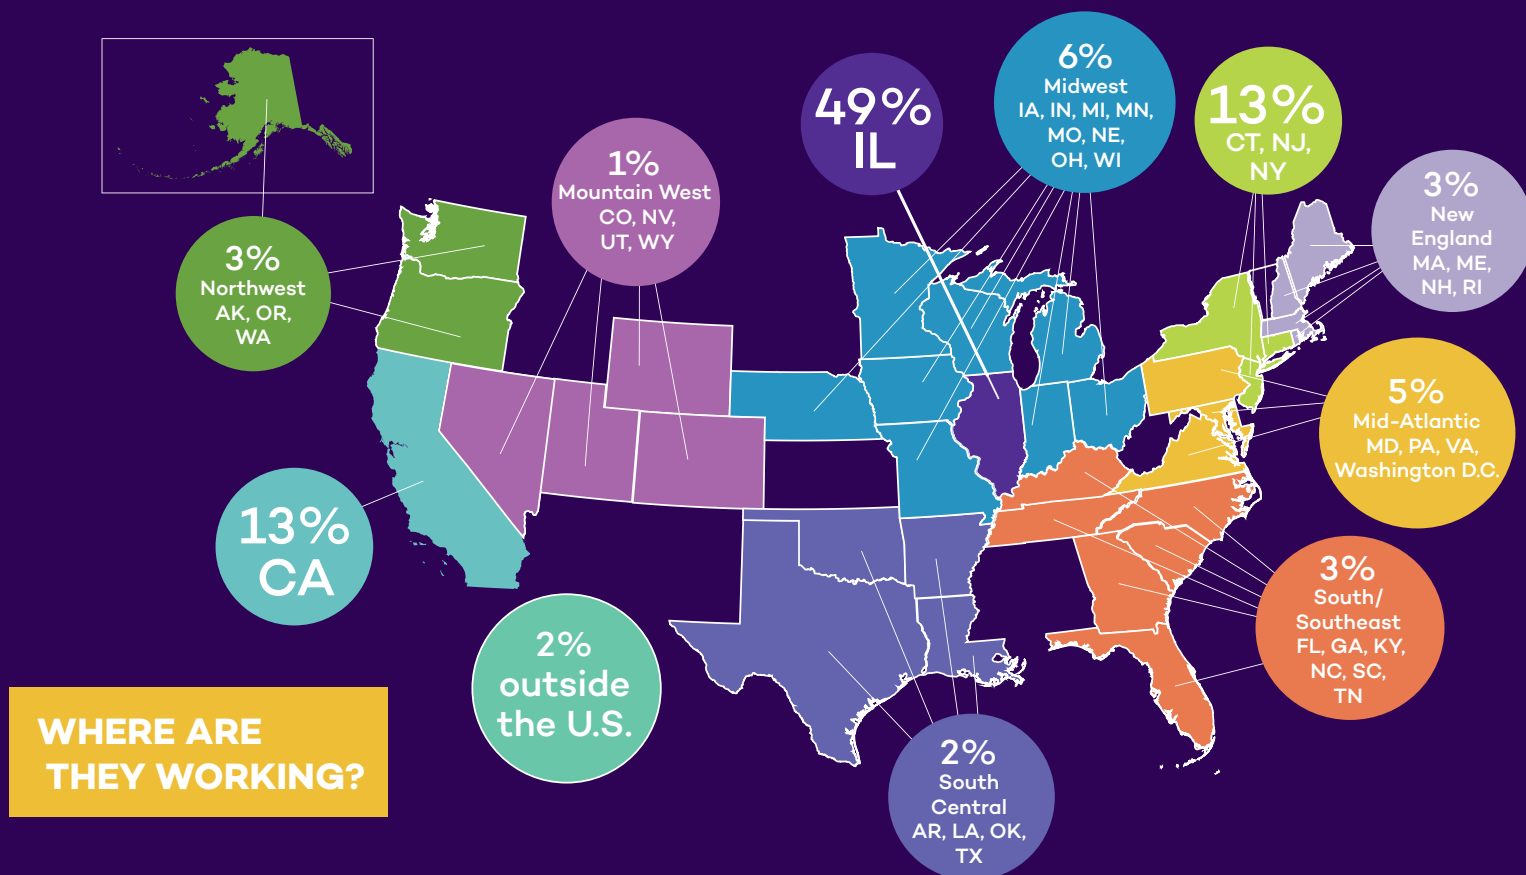 49%
IL
6%
Midwest
IA, IN, MI, MN,
MO, NE,
OH, WI
13%
CT, NJ,
NY
1%
Mountain West
CO, NV,
UT, WY
3%
New
England
MA, ME,
NH, RI
3%
Northwest
AK, OR,
WA
5%
Mid-Atlantic
MD, PA, VA,
Washington D.C.
13%
CA
3%
South/
Southeast
FL, GA, KY,
NC, SC,
TN
2%
outside
the U.S.
2%
South
Central
AR, LA, OK,
TX
WHERE ARE
THEY WORKING?